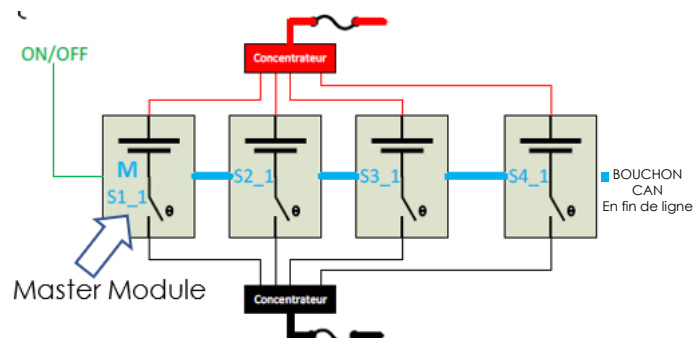 ON/OFF
Concentrateur
M
S1_1
θ
S2_1
θ
S3_1
θ
S4_1
θ
BOUCHON
CAN
En fin de ligne
Master Module
Concentrateur